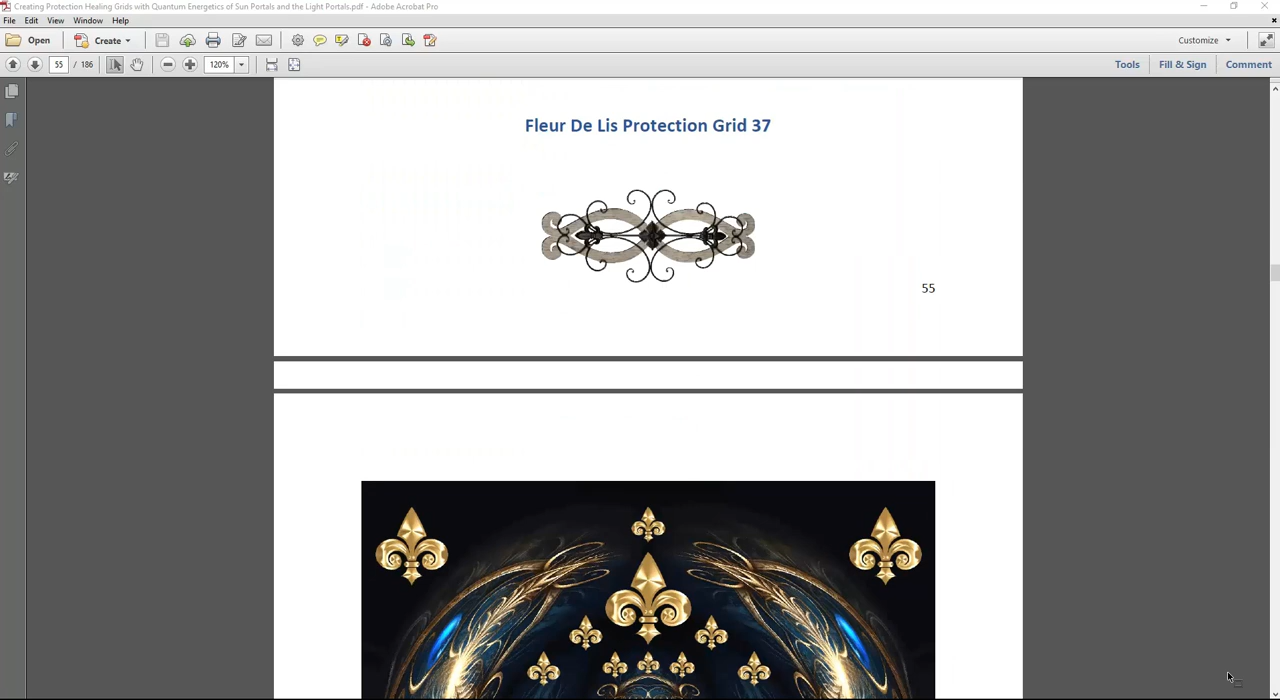 Creating Protection Healing Grids with Quantum Energetics of Sun Portals and the Light Portals.pdf - Adobe Acrobat Pro
File Edit View Window Help
Open Create Customize
55 / 186 120% Tools Fill & Sign Comment
Fleur De Lis Protection Grid 37
55